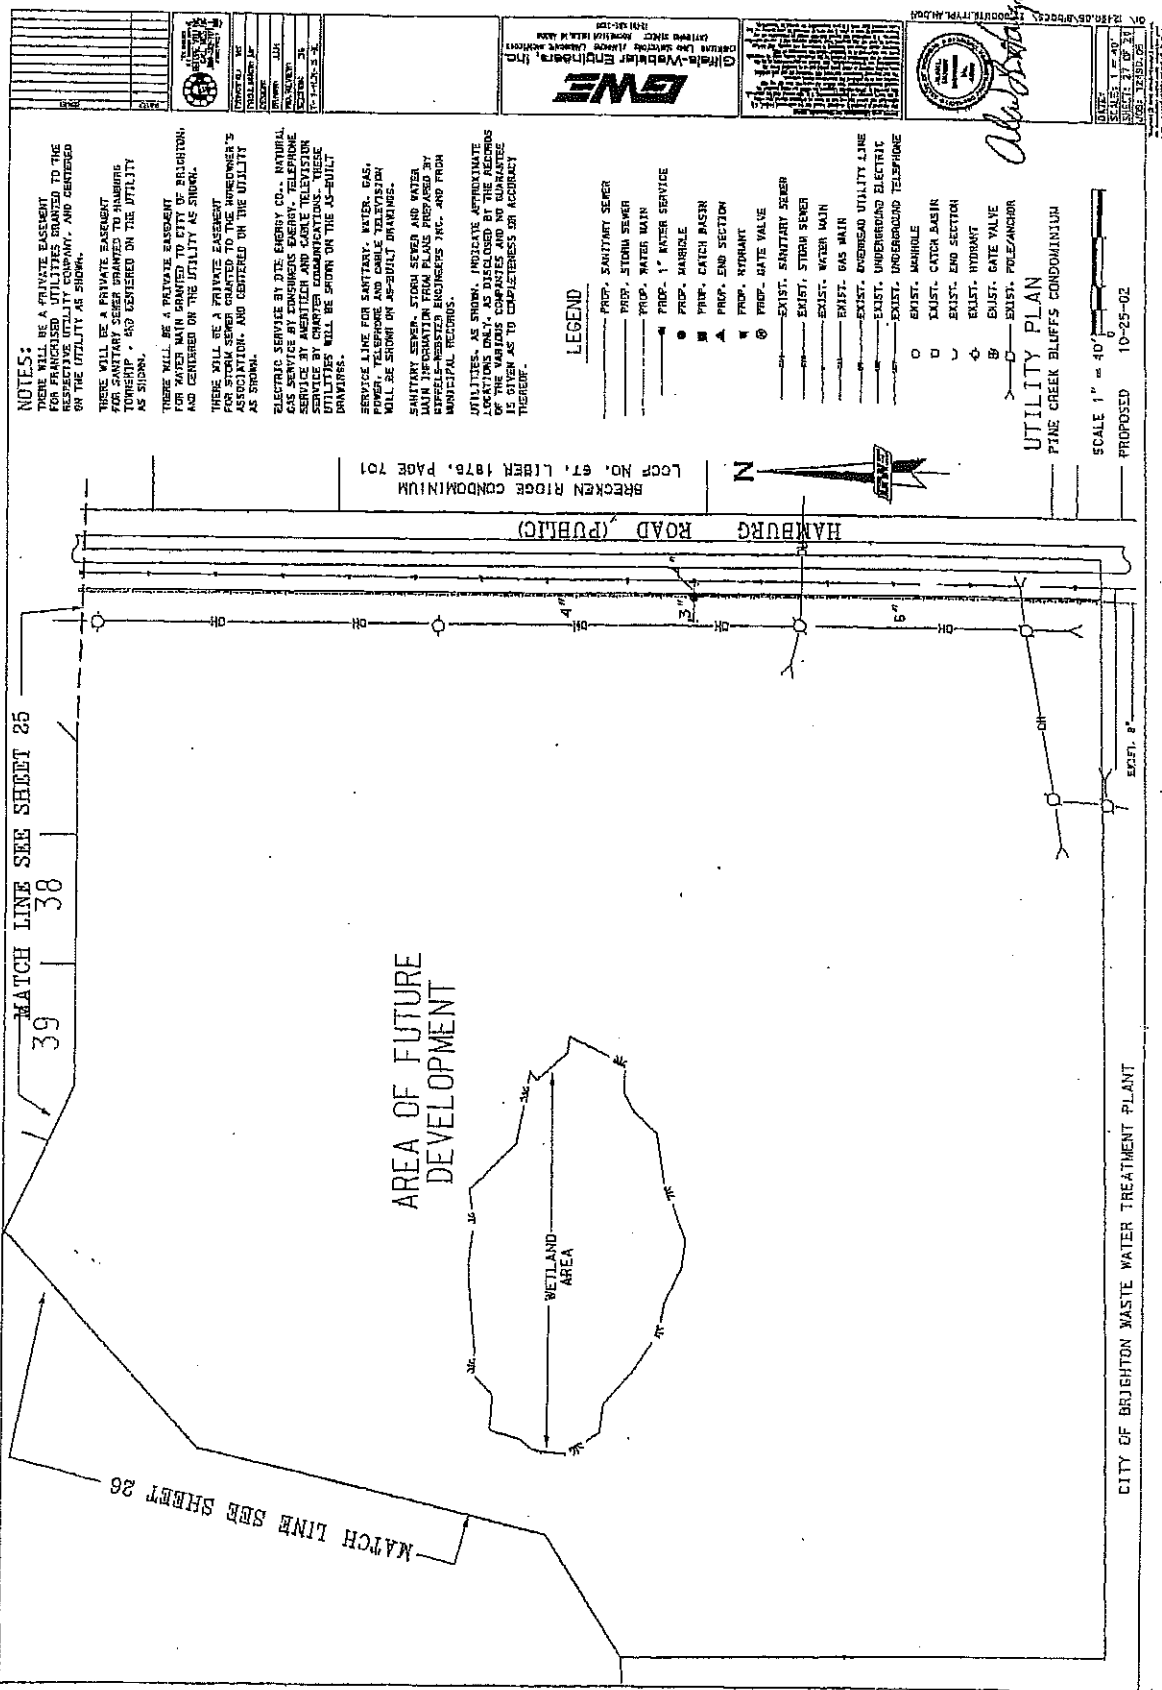 NOTES:
THERE WILL BE A PRIVATE EASEMENT
FOR FRANCHISED UTILITIES GRANTED TO THE
RESPECTIVE UTILITY COMPANY, AND CENTERED
ON THE UTILITY AS SHOWN.
THERE WILL BE A PRIVATE EASEMENT
FOR SANITARY SEWER GRANTED TO HAMBURG
TOWNSHIP, AND CENTERED ON THE UTILITY
AS SHOWN.
THERE WILL BE A PRIVATE EASEMENT
FOR WATER MAIN GRANTED TO CITY OF BRIGHTON,
AND CENTERED ON THE UTILITY AS SHOWN.
THERE WILL BE A PRIVATE EASEMENT
FOR STORM SEWER GRANTED TO THE HOMEOWNER'S
ASSOCIATION, AND CENTERED ON THE UTILITY
AS SHOWN.
ELECTRIC SERVICE BY DTE ENERGY CO., NATURAL
GAS SERVICE BY CONSUMERS ENERGY, TELEPHONE
SERVICE BY AMERITECH AND CABLE TELEVISION
SERVICE BY CHARTER COMMUNICATIONS. THESE
UTILITIES WILL BE SHOWN ON THE AS-BUILT
DRAWINGS.
SERVICE LINE FOR SANITARY, WATER, GAS,
POWER, TELEPHONE AND CABLE TELEVISION
WILL BE SHOWN ON AS-BUILT DRAWINGS.
SANITARY SEWER, STORM SEWER AND WATER
MAIN INFORMATION FROM PLANS PREPARED BY
GIFFELS-WEBSTER ENGINEERS INC. AND FROM
MUNICIPAL RECORDS.
UTILITIES, AS SHOWN, INDICATE APPROXIMATE
LOCATIONS ONLY, AS DISCLOSED BY THE RECORDS
OF THE VARIOUS COMPANIES AND NO GUARANTEE
IS GIVEN AS TO COMPLETENESS OR ACCURACY
THEREOF.
LEGEND
PROP. SANITARY SEWER
PROP. STORM SEWER
PROP. WATER MAIN
PROP. 1" WATER SERVICE
PROP. MANHOLE
PROP. CATCH BASIN
PROP. END SECTION
PROP. HYDRANT
PROP. GATE VALVE
EXIST. SANITARY SEWER
EXIST. STORM SEWER
EXIST. WATER MAIN
EXIST. GAS MAIN
EXIST. OVERHEAD UTILITY LINE
EXIST. UNDERGROUND ELECTRIC
EXIST. UNDERGROUND TELEPHONE
EXIST. MANHOLE
EXIST. CATCH BASIN
EXIST. END SECTION
EXIST. HYDRANT
EXIST. GATE VALVE
EXIST. POLE/ANCHOR
UTILITY PLAN
PINE CREEK BLUFFS CONDOMINIUM
SCALE 1" = 40'
0
PROPOSED 10-25-02
GWE
Giffels-Webster Engineers, Inc.
DATE:
SCALE: 1" = 40'
SHEET: 27 OF
BRECKEN RIDGE CONDOMINIUM
LCCP NO. 67, LIBER 1878, PAGE 701
N
GWE
HAMBURG ROAD (PUBLIC)
MATCH LINE SEE SHEET 25
39
38
OH
OH
OH
OH
OH
OH
4"
3"
6"
EXIST. 8"
AREA OF FUTURE
DEVELOPMENT
WETLAND
AREA
MATCH LINE SEE SHEET 26
CITY OF BRIGHTON WASTE WATER TREATMENT PLANT